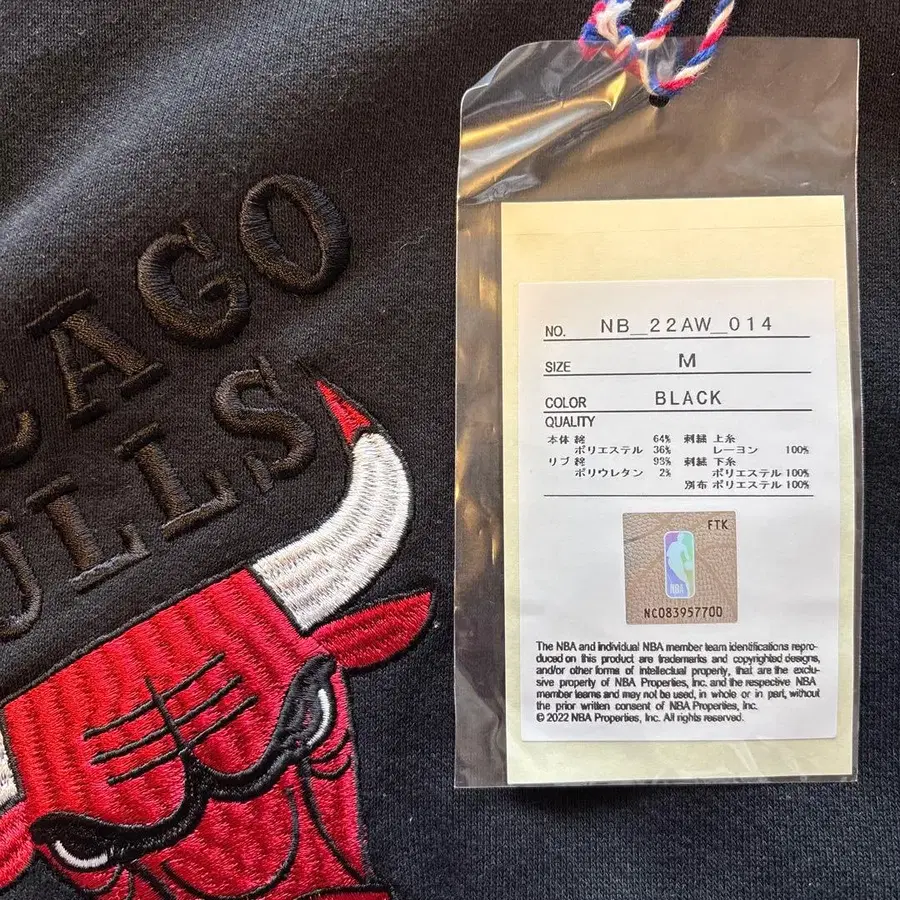 CAGO
ULLS
NO. NB_22AW_014
SIZE M
COLOR BLACK
QUALITY
本体 綿 64% 刺繍 上糸
ポリエステル 36% レーヨン 100%
リブ 綿 98% 刺繍 下糸
ポリウレタン 2% ポリエステル 100%
別布 ポリエステル 100%
FTK
NBA
NC08395770D
The NBA and individual NBA member team identifications repro-
duced on this product are trademarks and copyrighted designs,
and/or other forms of intellectual property, that are the exclu-
sive property of NBA Properties, Inc. and the respective NBA
member teams and may not be used, in whole or in part, without
the prior written consent of NBA Properties, Inc.
© 2022 NBA Properties, Inc. All rights reserved.